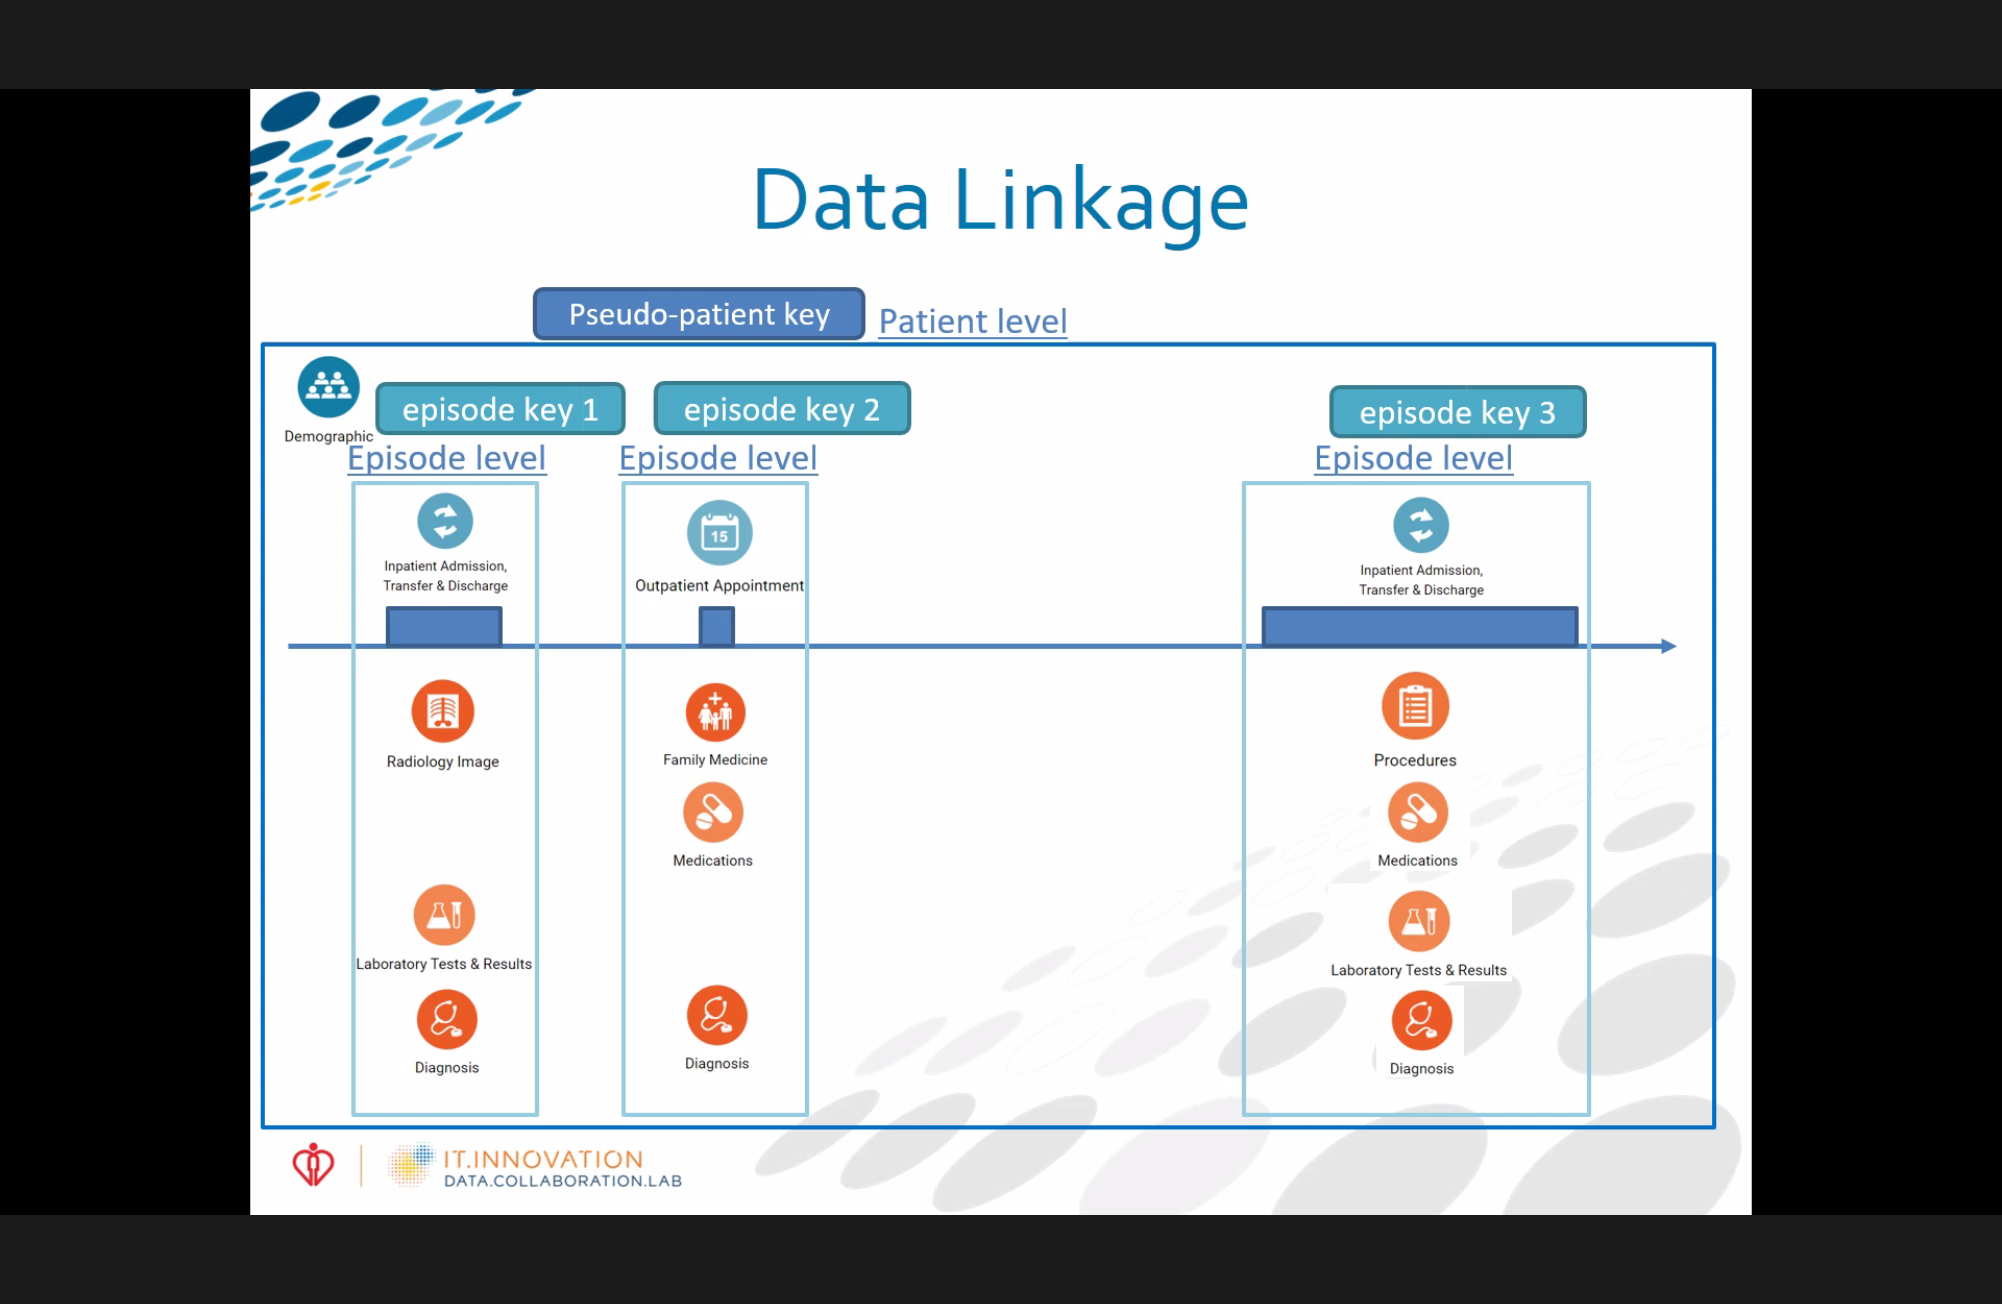 Data Linkage
Pseudo-patient key
Patient level
Demographic
episode key 1
Episode level
Inpatient Admission,
Transfer & Discharge
Radiology Image
Laboratory Tests & Results
Diagnosis
episode key 2
Episode level
15
Outpatient Appointment
Family Medicine
Medications
Diagnosis
episode key 3
Episode level
Inpatient Admission,
Transfer & Discharge
Procedures
Medications
Laboratory Tests & Results
Diagnosis
IT.INNOVATION
DATA.COLLABORATION.LAB